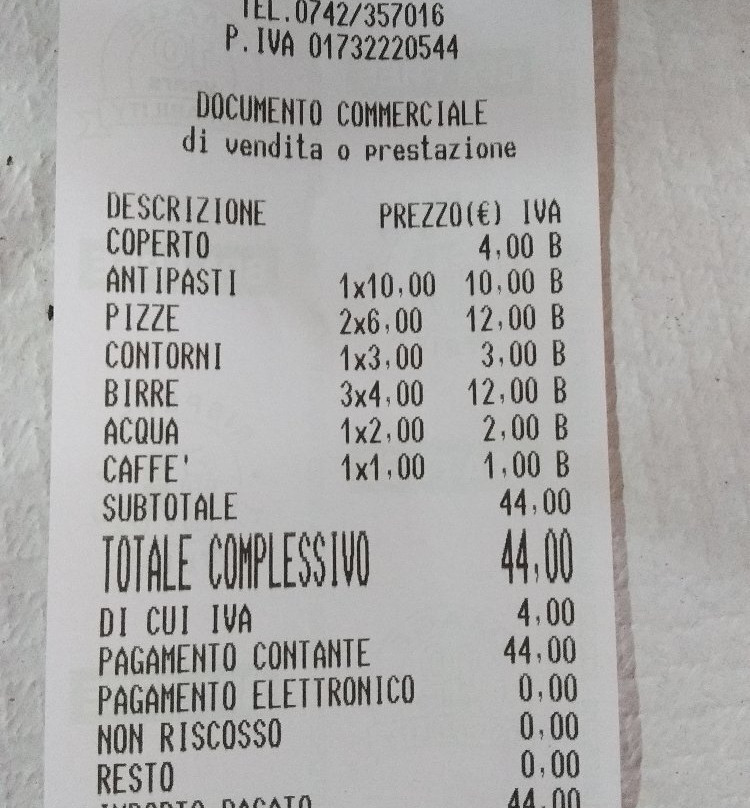 TEL.0742/357016
P.IVA 01732220544
DOCUMENTO COMMERCIALE
di vendita o prestazione
DESCRIZIONE PREZZO(€) IVA
COPERTO 4,00 B
ANTIPASTI 1x10,00 10,00 B
PIZZE 2x6,00 12,00 B
CONTORNI 1x3,00 3,00 B
BIRRE 3x4,00 12,00 B
ACQUA 1x2,00 2,00 B
CAFFE' 1x1,00 1,00 B
SUBTOTALE 44,00
TOTALE COMPLESSIVO 44,00
DI CUI IVA 4,00
PAGAMENTO CONTANTE 44,00
PAGAMENTO ELETTRONICO 0,00
NON RISCOSSO 0,00
RESTO 0,00
IMPORTO PAGATO 44,00